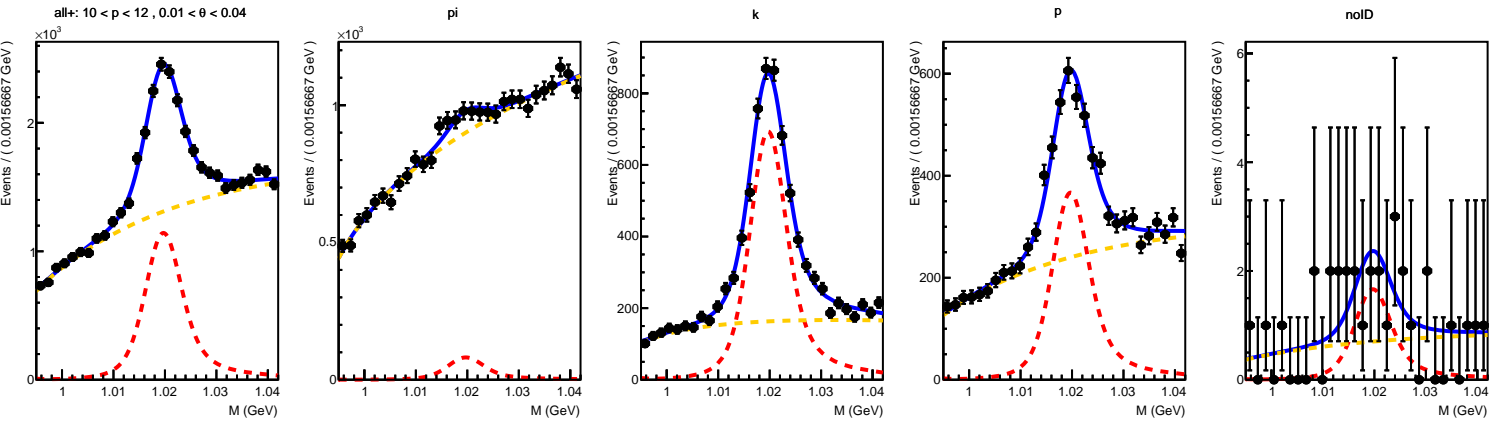 all+: 10 < p < 12 , 0.01 < θ < 0.04
×10³
Events / ( 0.00156667 GeV )
2
1
0
1 1.01 1.02 1.03 1.04
M (GeV)
pi
×10³
Events / ( 0.00156667 GeV )
1
0.5
0
1 1.01 1.02 1.03 1.04
M (GeV)
k
Events / ( 0.00156667 GeV )
800
600
400
200
0
1 1.01 1.02 1.03 1.04
M (GeV)
p
Events / ( 0.00156667 GeV )
600
400
200
0
1 1.01 1.02 1.03 1.04
M (GeV)
noID
Events / ( 0.00156667 GeV )
6
4
2
0
1 1.01 1.02 1.03 1.04
M (GeV)